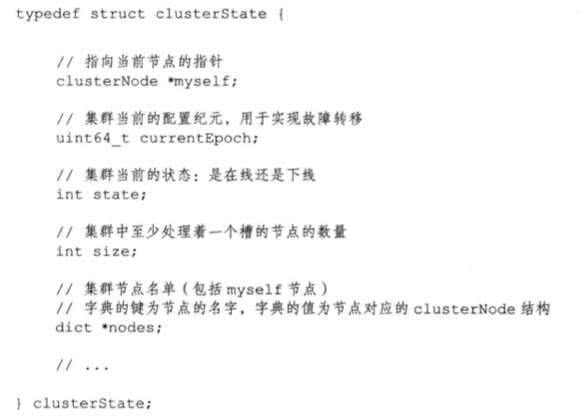 typedef struct clusterState {
// 指向当前节点的指针
clusterNode *myself;
// 集群当前的配置纪元，用于实现故障转移
uint64_t currentEpoch;
// 集群当前的状态：是在线还是下线
int state;
// 集群中至少处理着一个槽的节点的数量
int size;
// 集群节点名单（包括 myself 节点）
// 字典的键为节点的名字，字典的值为节点对应的 clusterNode 结构
dict *nodes;
// ...
} clusterState;